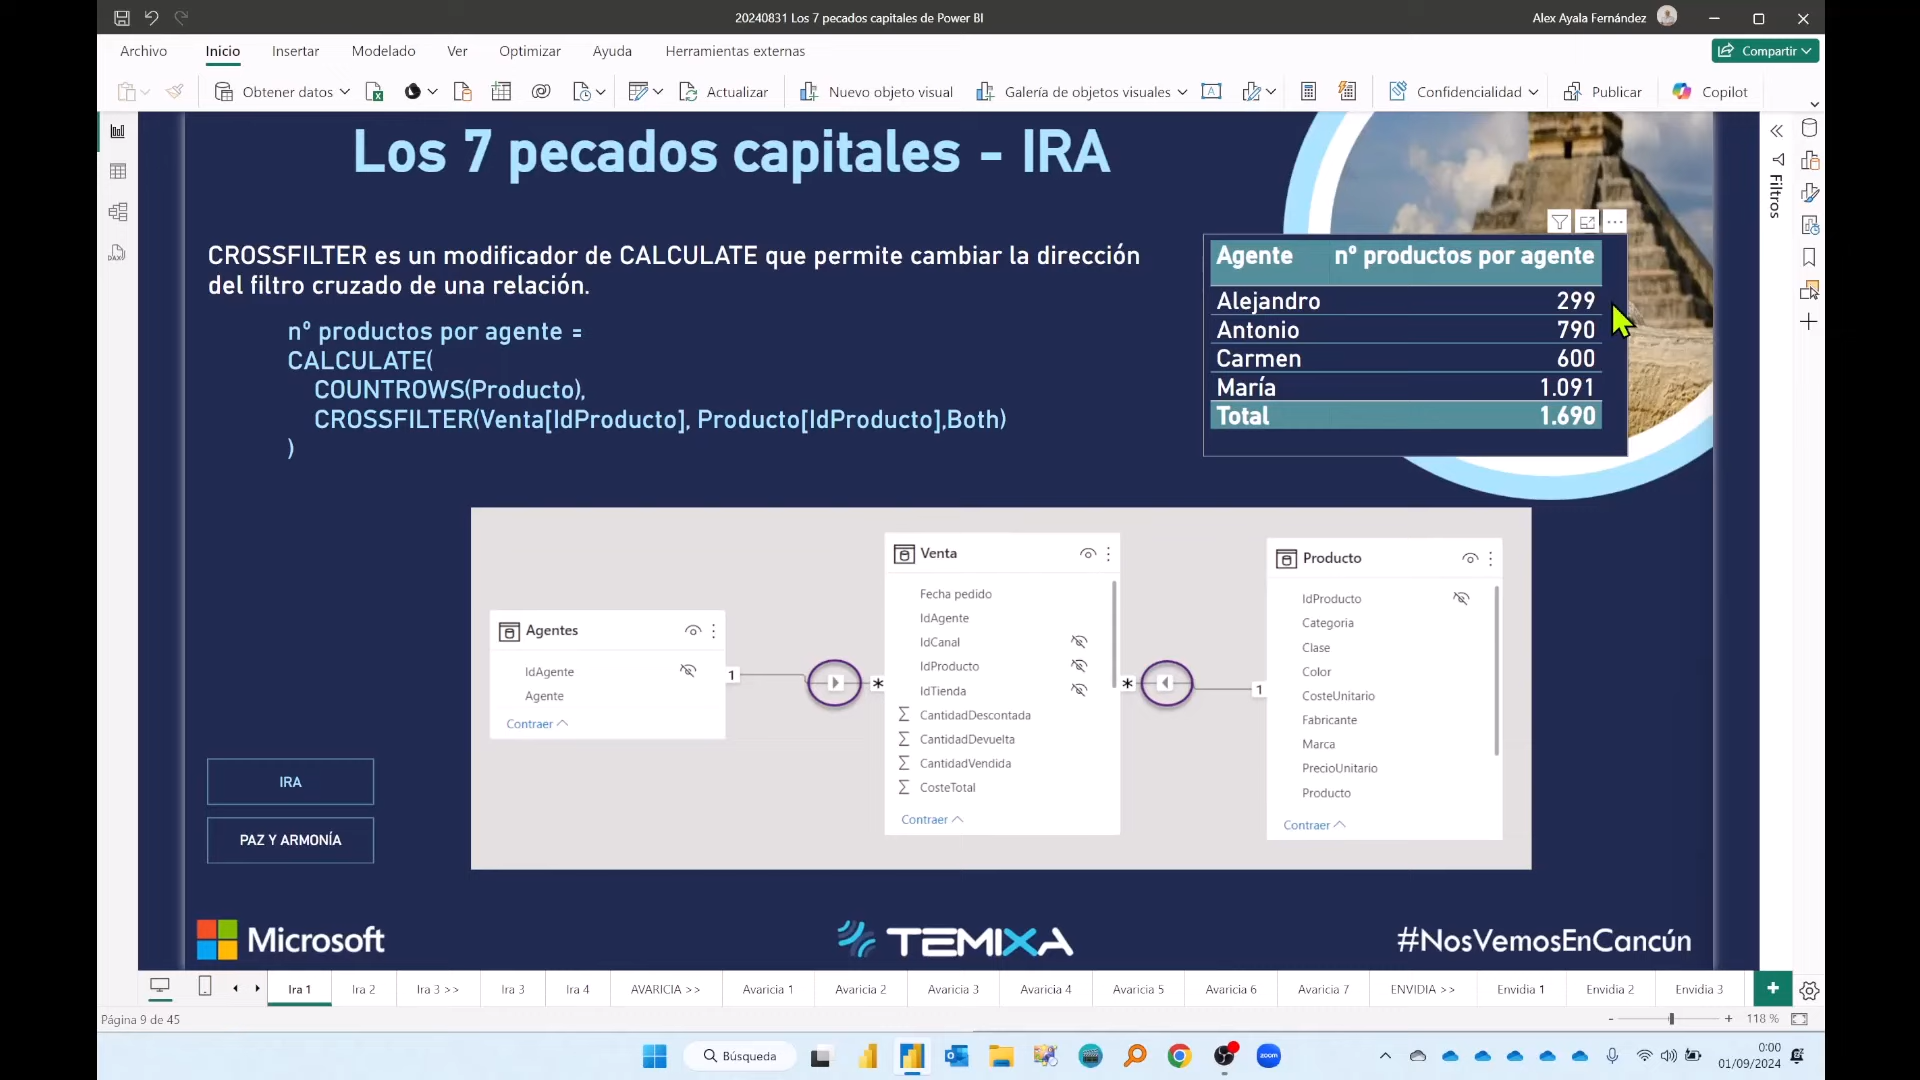 20240831 Los 7 pecados capitales de Power BI
Alex Ayala Fernández
Archivo
Inicio
Insertar
Modelado
Ver
Optimizar
Ayuda
Herramientas externas
Compartir
Obtener datos
Actualizar
Nuevo objeto visual
Galería de objetos visuales
Confidencialidad
Publicar
Copilot
Los 7 pecados capitales - IRA
Filtros
CROSSFILTER es un modificador de CALCULATE que permite cambiar la dirección
del filtro cruzado de una relación.
nº productos por agente =
CALCULATE(
COUNTROWS(Producto),
CROSSFILTER(Venta[IdProducto], Producto[IdProducto],Both)
)
Agente nº productos por agente
Alejandro 299
Antonio 790
Carmen 600
María 1.091
Total 1.690
Agentes
IdAgente
Agente
Contraer
1
*
Venta
Fecha pedido
IdAgente
IdCanal
IdProducto
IdTienda
CantidadDescontada
CantidadDevuelta
CantidadVendida
CosteTotal
Contraer
*
1
Producto
IdProducto
Categoria
Clase
Color
CosteUnitario
Fabricante
Marca
PrecioUnitario
Producto
Contraer
IRA
PAZ Y ARMONÍA
Microsoft
TEMIXA
#NosVemosEnCancún
Ira 1
Ira 2
Ira 3 >>
Ira 3
Ira 4
AVARICIA >>
Avaricia 1
Avaricia 2
Avaricia 3
Avaricia 4
Avaricia 5
Avaricia 6
Avaricia 7
ENVIDIA >>
Envidia 1
Envidia 2
Envidia 3
Página 9 de 45
118 %
Búsqueda
zoom
0:00
01/09/2024